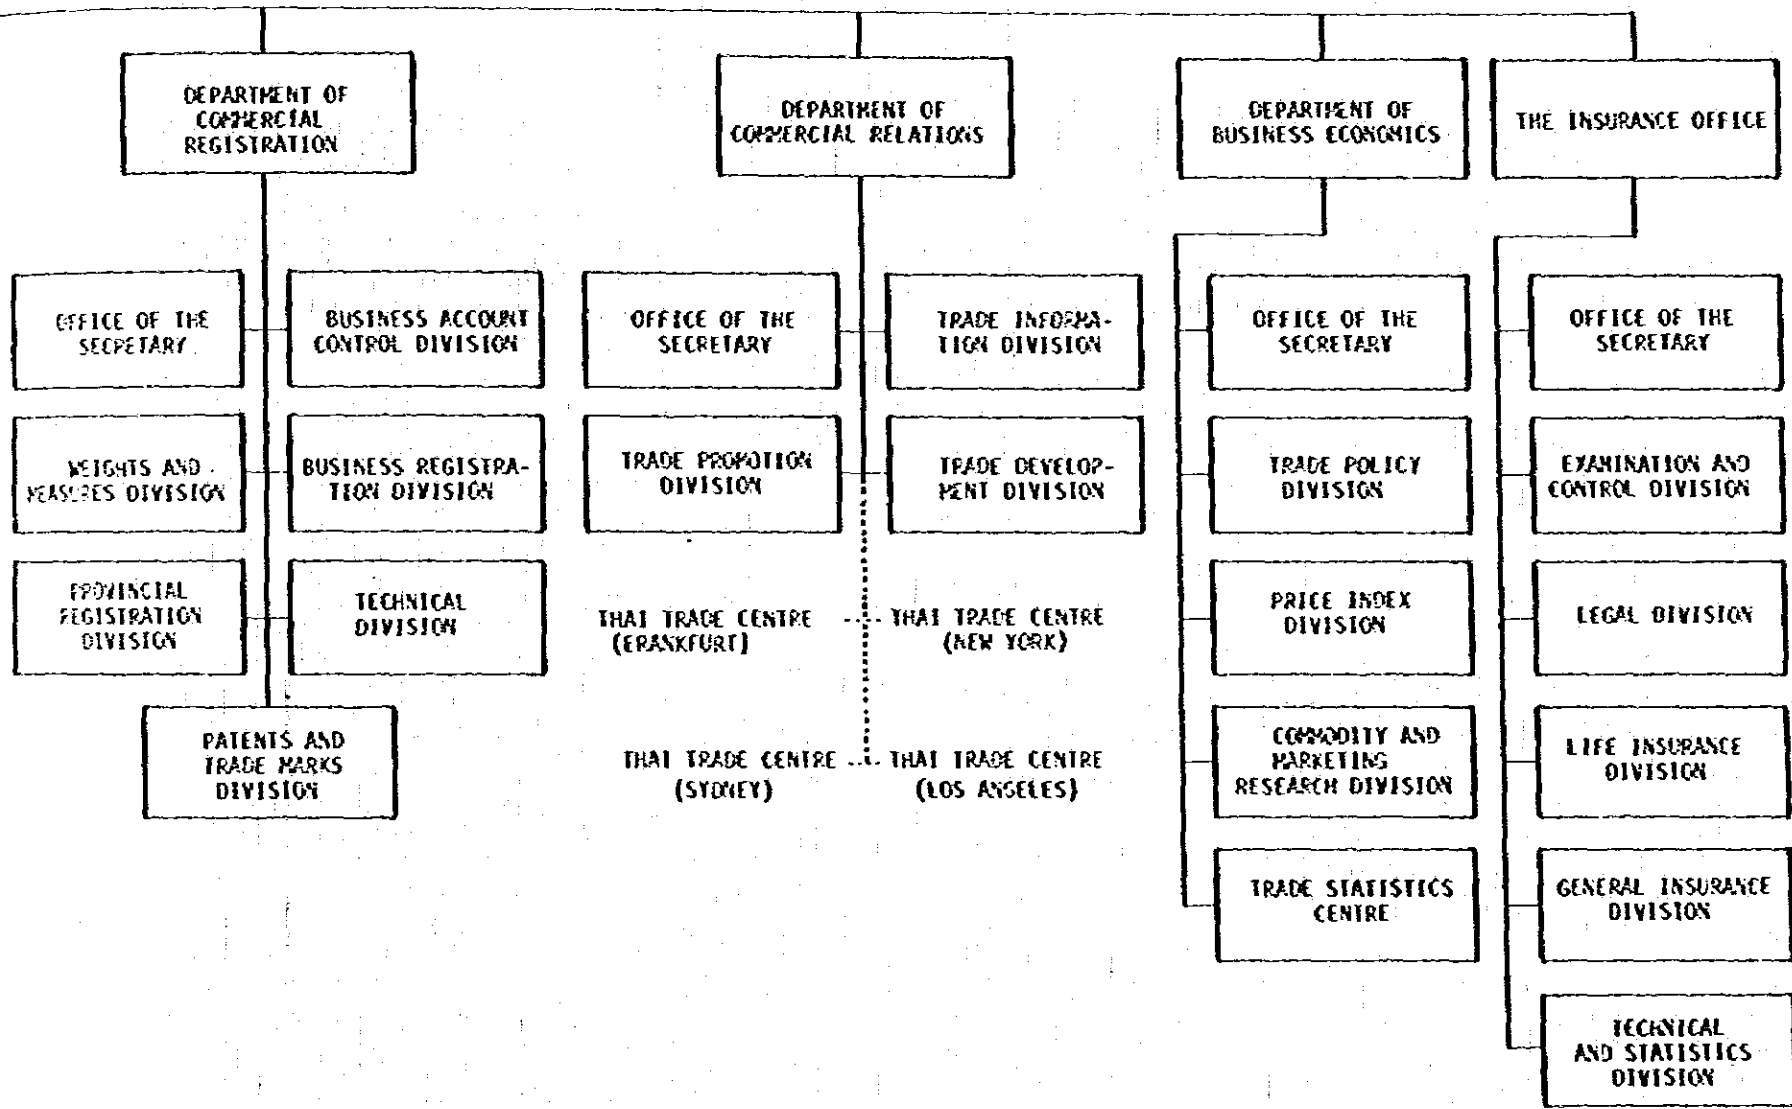 DEPARTMENT OF
COMMERCIAL
REGISTRATION
DEPARTMENT OF
COMMERCIAL RELATIONS
DEPARTMENT OF
BUSINESS ECONOMICS
THE INSURANCE OFFICE
OFFICE OF THE
SECRETARY
BUSINESS ACCOUNT
CONTROL DIVISION
WEIGHTS AND
MEASURES DIVISION
BUSINESS REGISTRA-
TION DIVISION
PROVINCIAL
REGISTRATION
DIVISION
TECHNICAL
DIVISION
PATENTS AND
TRADE MARKS
DIVISION
OFFICE OF THE
SECRETARY
TRADE INFORMA-
TION DIVISION
TRADE PROMOTION
DIVISION
TRADE DEVELOP-
MENT DIVISION
THAI TRADE CENTRE
(FRANKFURT)
THAI TRADE CENTRE
(NEW YORK)
THAI TRADE CENTRE
(SYDNEY)
THAI TRADE CENTRE
(LOS ANGELES)
OFFICE OF THE
SECRETARY
TRADE POLICY
DIVISION
PRICE INDEX
DIVISION
COMMODITY AND
MARKETING
RESEARCH DIVISION
TRADE STATISTICS
CENTRE
OFFICE OF THE
SECRETARY
EXAMINATION AND
CONTROL DIVISION
LEGAL DIVISION
LIFE INSURANCE
DIVISION
GENERAL INSURANCE
DIVISION
TECHNICAL
AND STATISTICS
DIVISION